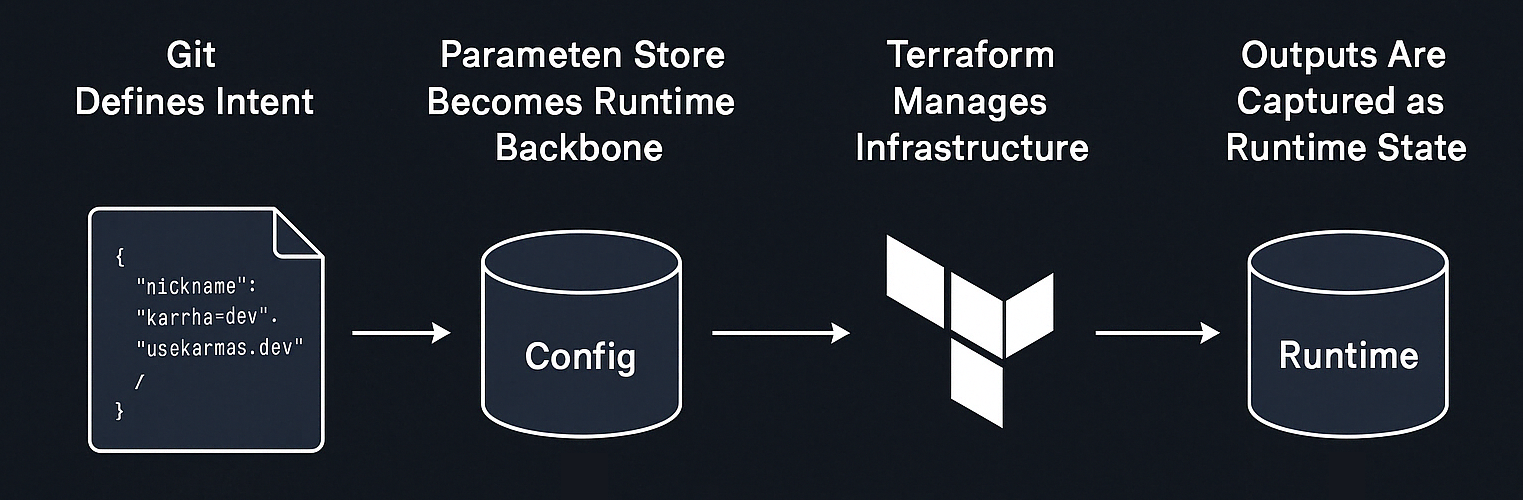 Git
Defines Intent
Parameten Store
Becomes Runtime
Backbone
Terraform
Manages
Infrastructure
Outputs Are
Captured as
Runtime State
{
"nickname":
"karrha=dev".
"usekarmas.dev"
/
}
Config
Runtime